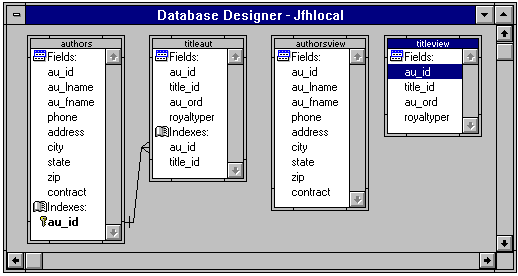 Database Designer - Jfhlocal
authors
Fields:
au_id
au_lname
au_fname
phone
address
city
state
zip
contract
Indexes:
au_id
titleaut
Fields:
au_id
title_id
au_ord
royaltyper
Indexes:
au_id
title_id
authorsview
Fields:
au_id
au_lname
au_fname
phone
address
city
state
zip
contract
titleview
Fields:
au_id
title_id
au_ord
royaltyper